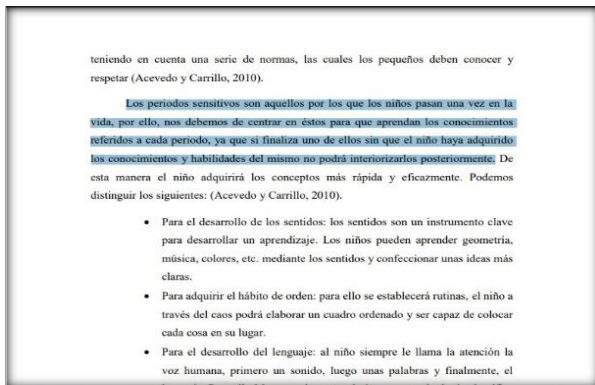 teniendo en cuenta una serie de normas, las cuales los pequeños deben conocer y
respetar (Acevedo y Carrillo, 2010).
Los periodos sensitivos son aquellos por los que los niños pasan una vez en la
vida, por ello, nos debemos de centrar en éstos para que aprendan los conocimientos
referidos a cada periodo, ya que si finaliza uno de ellos sin que el niño haya adquirido
los conocimientos y habilidades del mismo no podrá interiorizarlos posteriormente. De
esta manera el niño adquirirá los conceptos más rápida y eficazmente. Podemos
distinguir los siguientes: (Acevedo y Carrillo, 2010).
• Para el desarrollo de los sentidos: los sentidos son un instrumento clave
para desarrollar un aprendizaje. Los niños pueden aprender geometría,
música, colores, etc. mediante los sentidos y confeccionar unas ideas más
claras.
• Para adquirir el hábito de orden: para ello se establecerá rutinas, el niño a
través del caos podrá elaborar un cuadro ordenado y ser capaz de colocar
cada cosa en su lugar.
• Para el desarrollo del lenguaje: al niño siempre le llama la atención la
voz humana, primero un sonido, luego unas palabras y finalmente, el